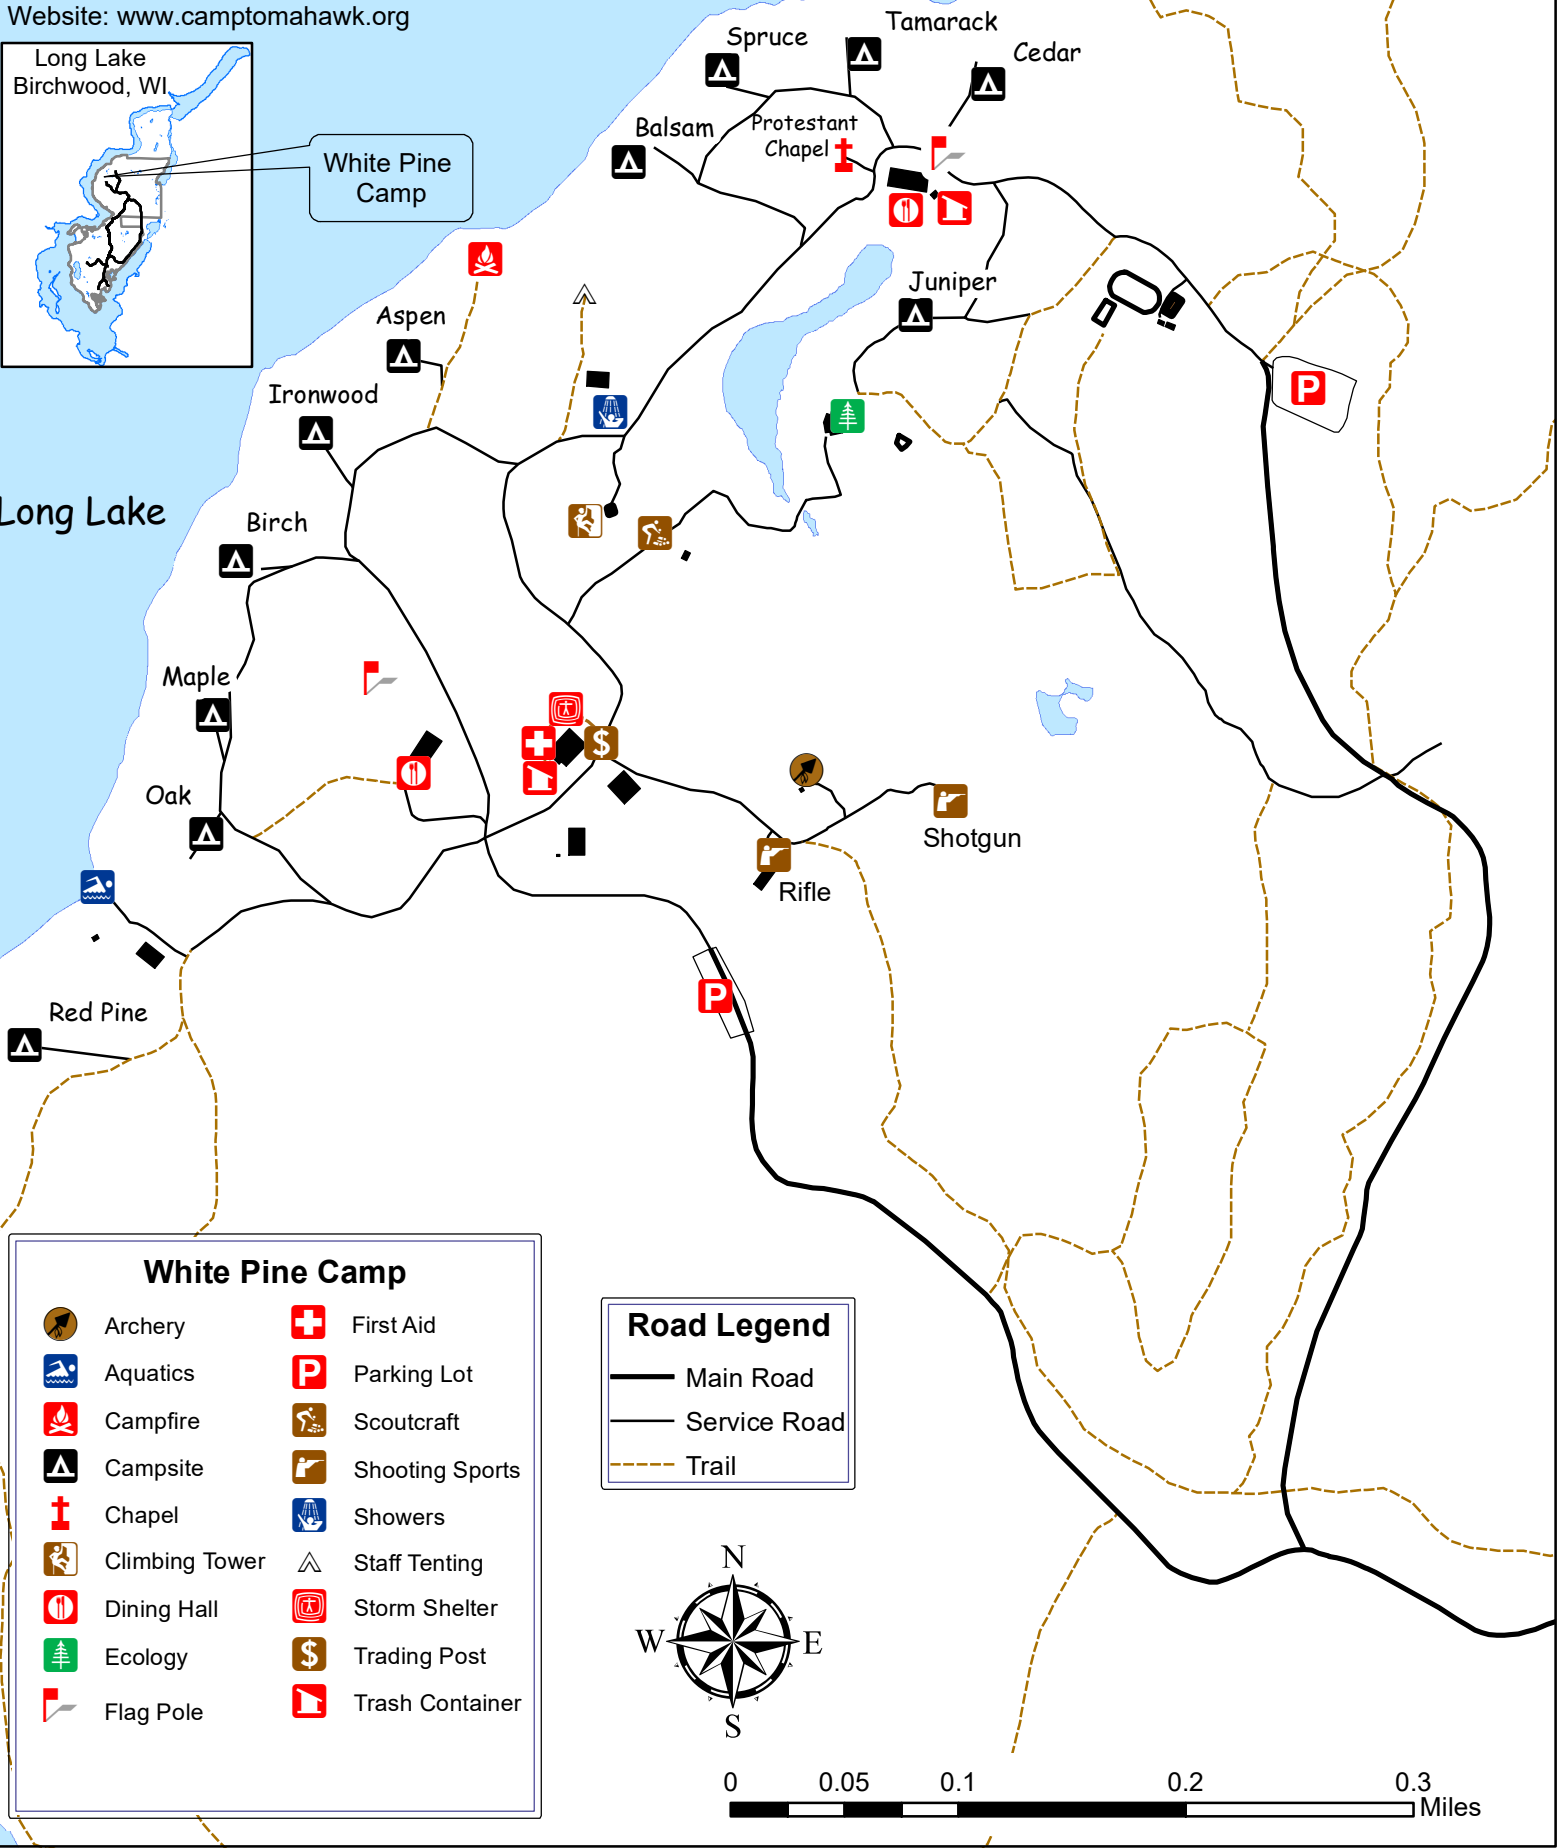 Website: www.camptomahawk.org
Long Lake
Birchwood, WI
White Pine
Camp
Spruce
Tamarack
Cedar
Balsam
Protestant
Chapel
Juniper
Aspen
Ironwood
Long Lake
Birch
Maple
Oak
Red Pine
Shotgun
Rifle
P
P
$
White Pine Camp
Archery
Aquatics
Campfire
Campsite
Chapel
Climbing Tower
Dining Hall
Ecology
Flag Pole
First Aid
P Parking Lot
Scoutcraft
Shooting Sports
Showers
Staff Tenting
Storm Shelter
$ Trading Post
Trash Container
Road Legend
Main Road
Service Road
Trail
N
W E
S
0 0.05 0.1 0.2 0.3
Miles